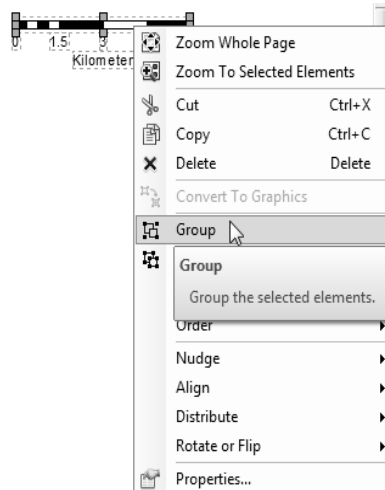 0 1.5 3
Kilometer
Zoom Whole Page
Zoom To Selected Elements
Cut Ctrl+X
Copy Ctrl+C
Delete Delete
Convert To Graphics
Group
Group
Group the selected elements.
Order
Nudge
Align
Distribute
Rotate or Flip
Properties...